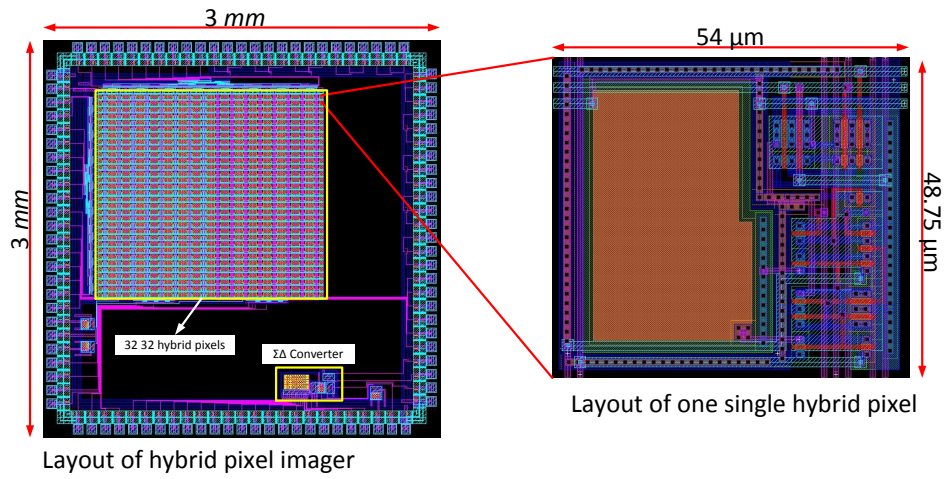 3 mm
54 μm
3 mm
48.75 μm
32 32 hybrid pixels
ΣΔ Converter
Layout of one single hybrid pixel
Layout of hybrid pixel imager